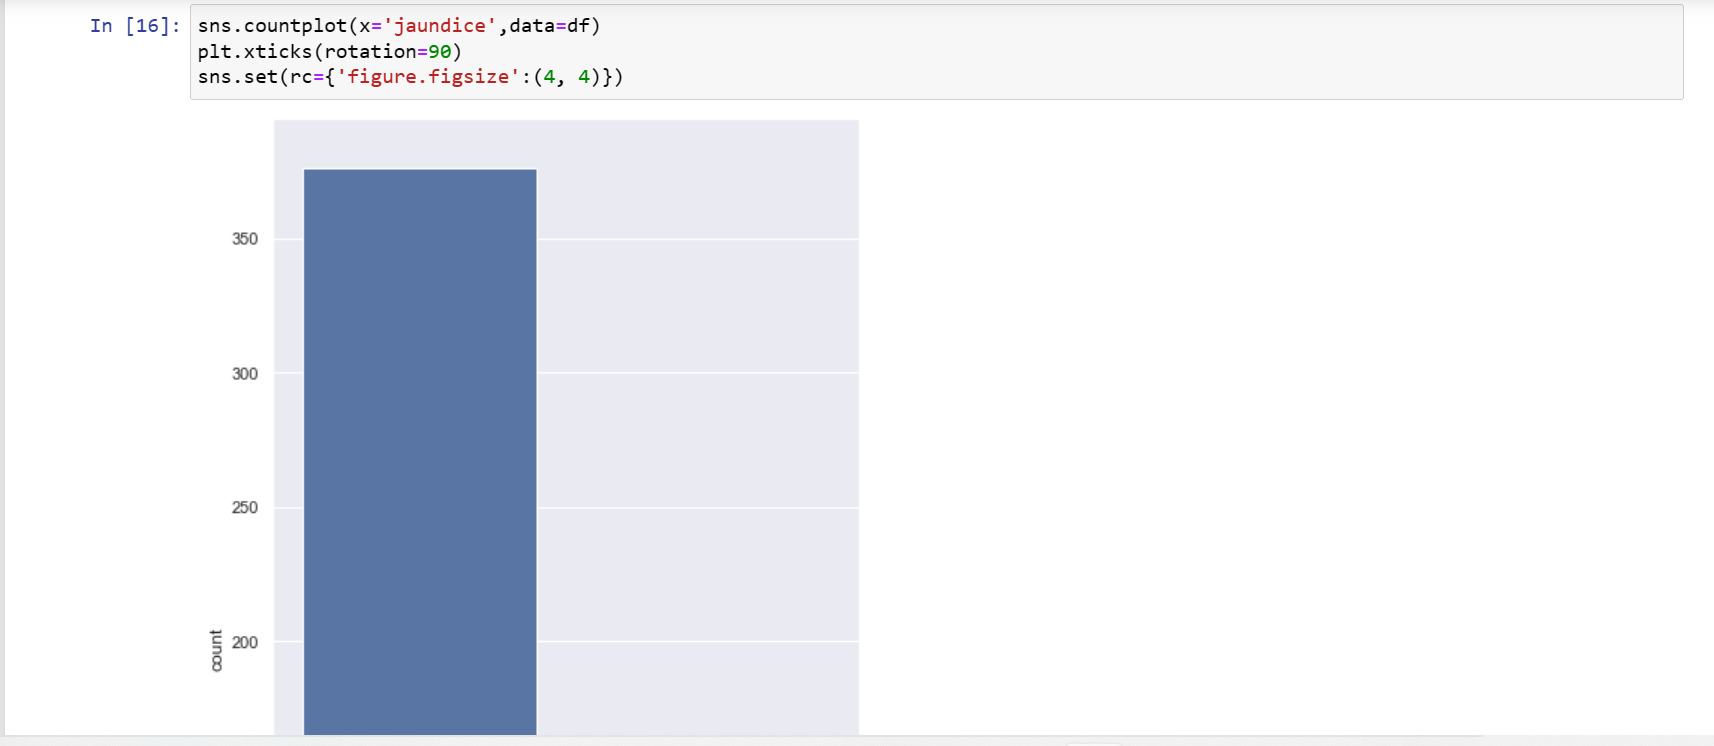 In [16]: sns.countplot(x='jaundice',data=df)
plt.xticks(rotation=90)
sns.set(rc={'figure.figsize':(4, 4)})
350
300
250
200
count